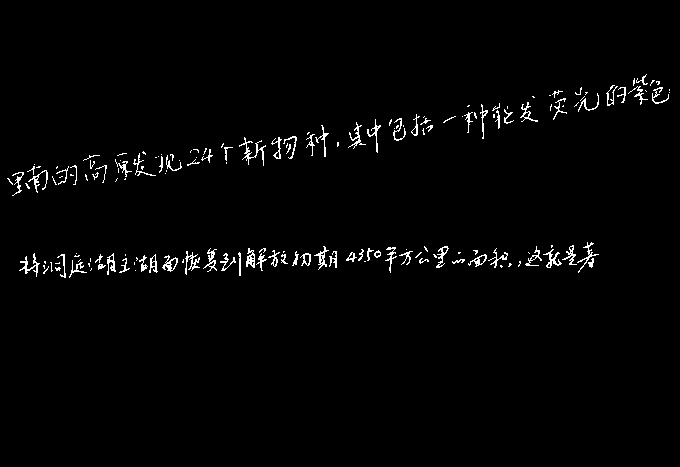 里南的高原发现24个新物种,其中包括一种能发荧光的紫色
将洞庭湖主湖面恢复到解放初期4350平方公里的面积,这就是著